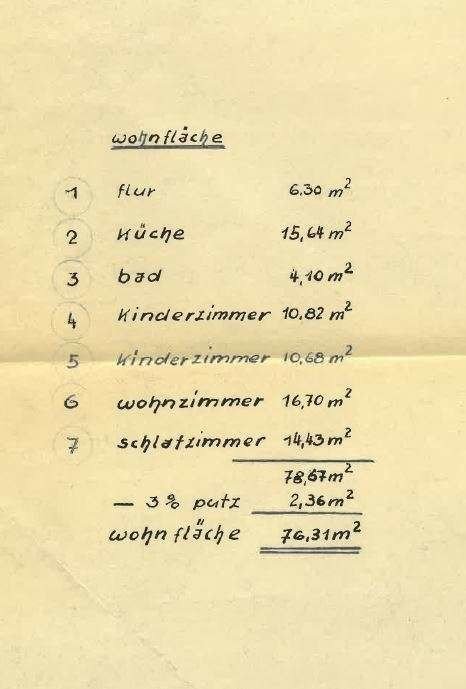 wohnfläche
1 flur 6.30 m²
2 küche 15,64 m²
3 bad 4,10 m²
4 kinderzimmer 10.82 m²
5 kinderzimmer 10,68 m²
6 wohnzimmer 16,70 m²
7 schlafzimmer 14,43 m²
78,67 m²
— 3% putz 2,36 m²
wohnfläche 76,31 m²